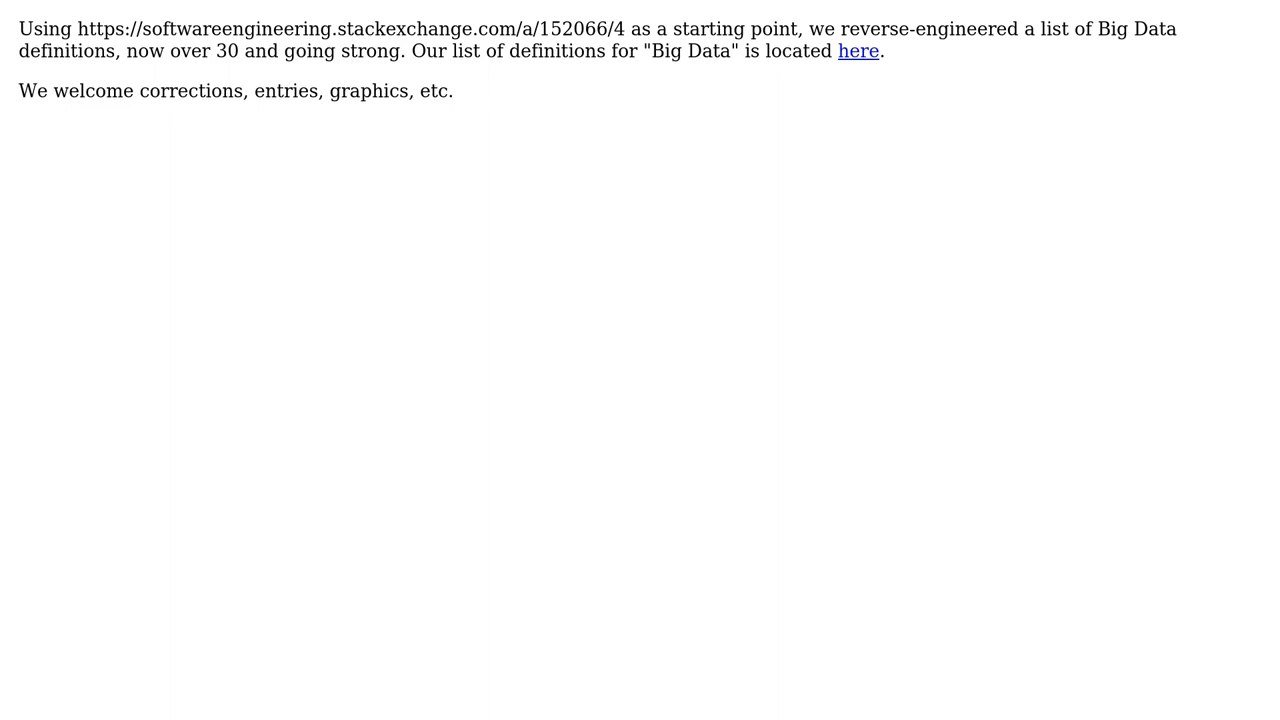 Using https://softwareengineering.stackexchange.com/a/152066/4 as a starting point, we reverse-engineered a list of Big Data
definitions, now over 30 and going strong. Our list of definitions for "Big Data" is located here.
We welcome corrections, entries, graphics, etc.